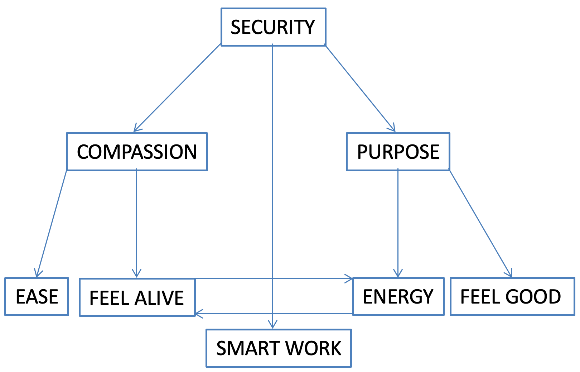 SECURITY
COMPASSION
PURPOSE
EASE
FEEL ALIVE
ENERGY
FEEL GOOD
SMART WORK